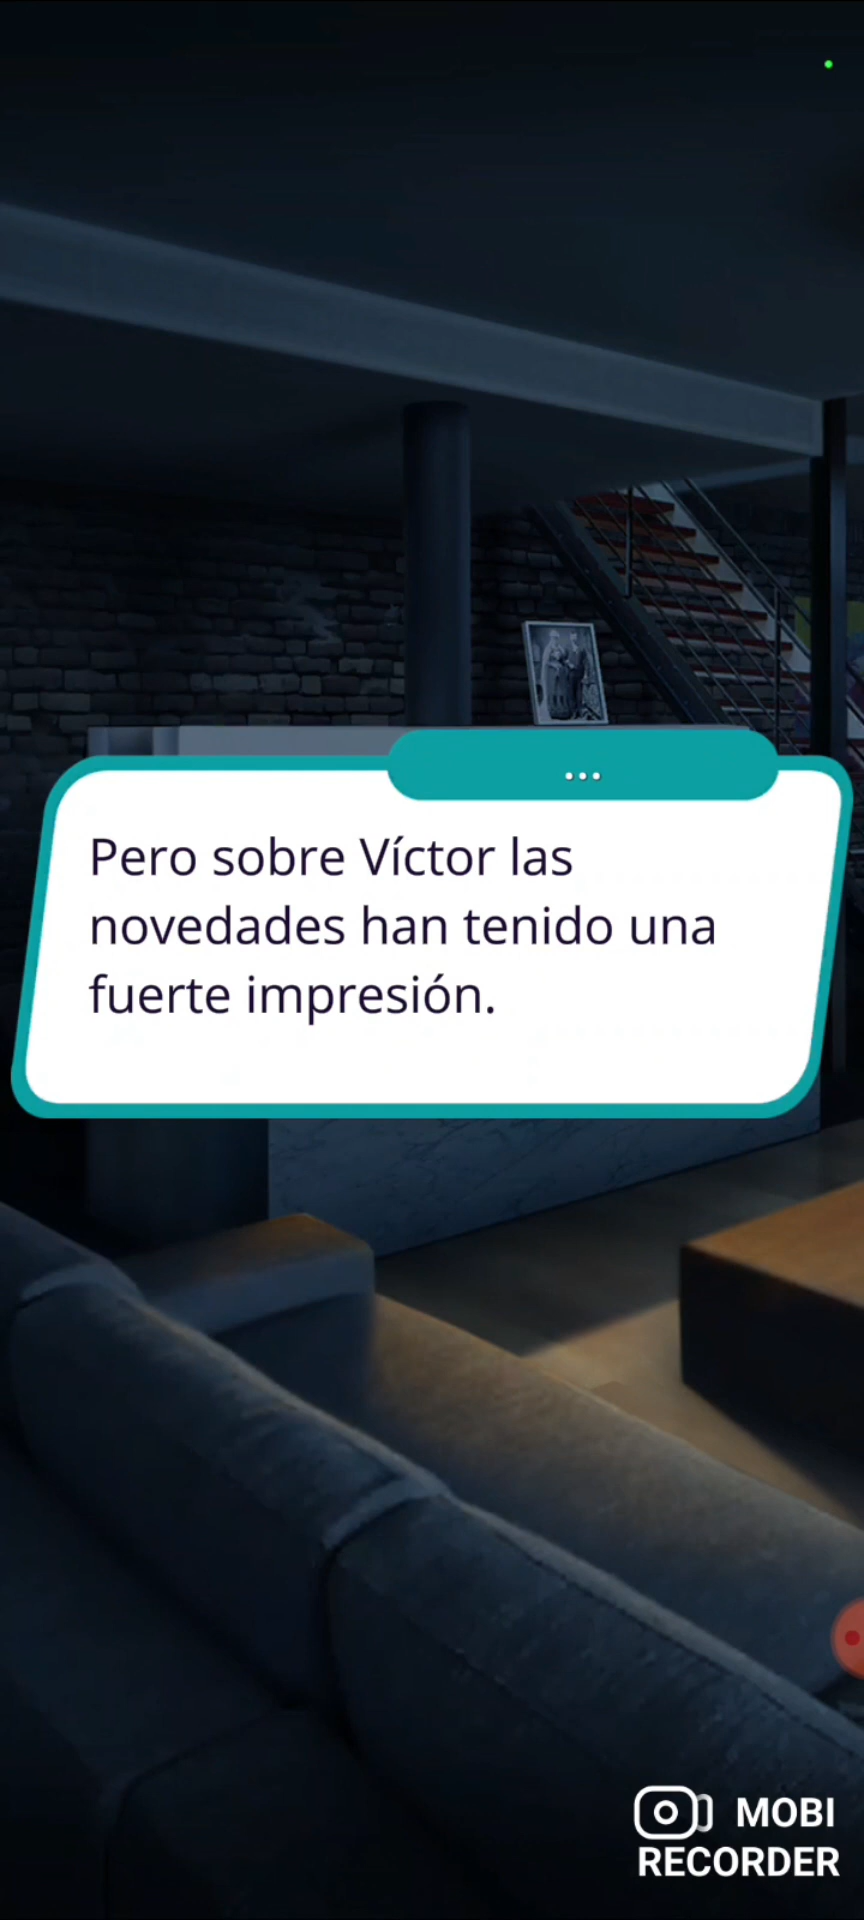 ...
Pero sobre Víctor las
novedades han tenido una
fuerte impresión.
MOBI
RECORDER